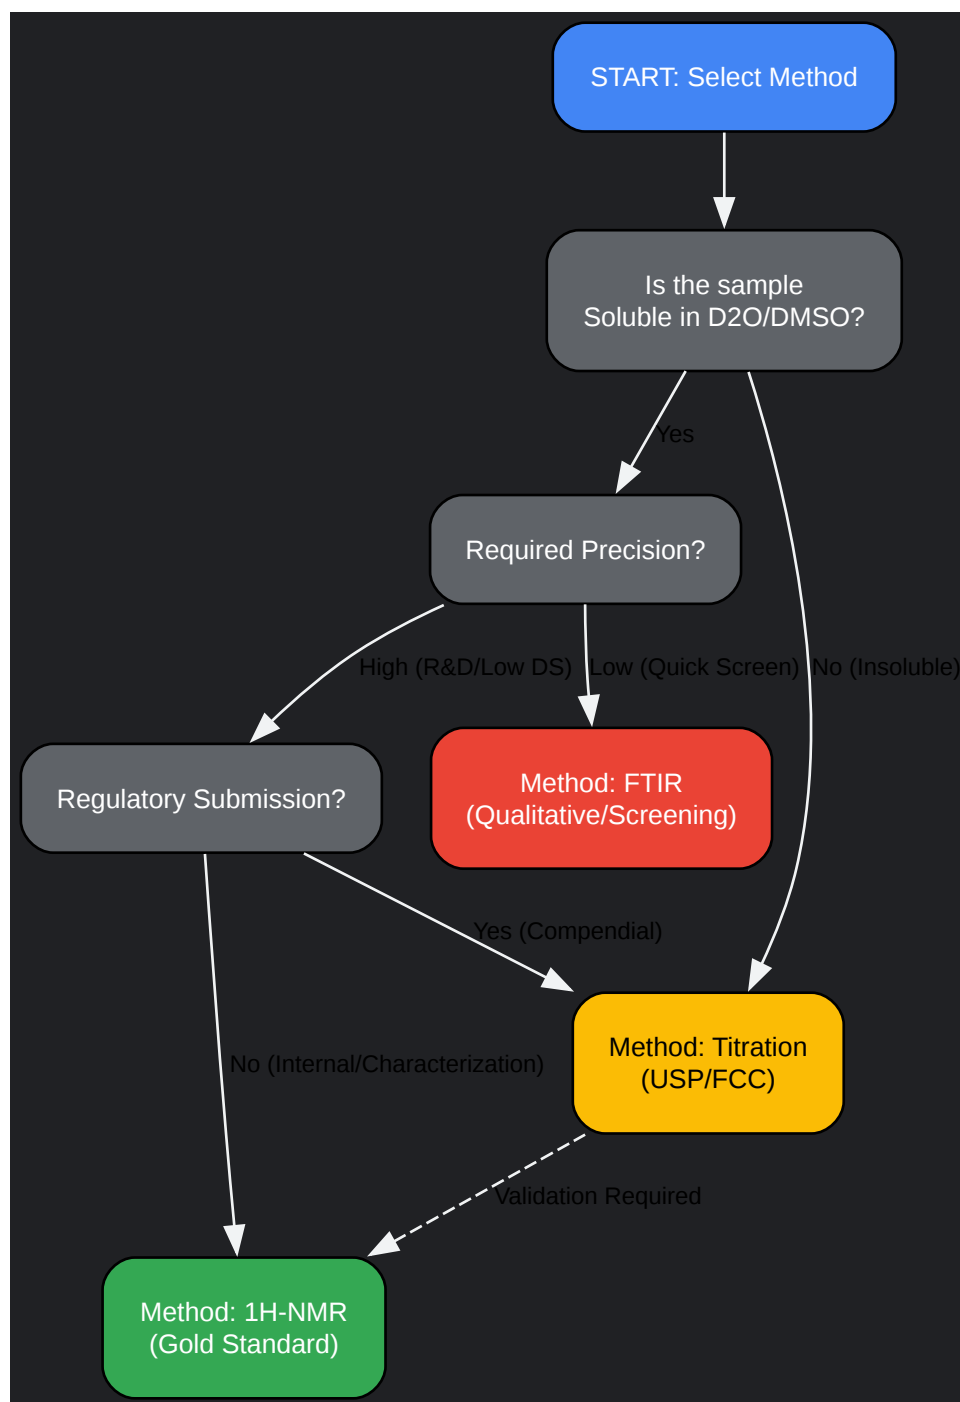 START: Select Method
Is the sample
Soluble in D2O/DMSO?
Yes
Required Precision?
High (R&D/Low DS)
Low (Quick Screen)
No (Insoluble)
Regulatory Submission?
Method: FTIR
(Qualitative/Screening)
Yes (Compendial)
Method: Titration
(USP/FCC)
No (Internal/Characterization)
Validation Required
Method: 1H-NMR
(Gold Standard)